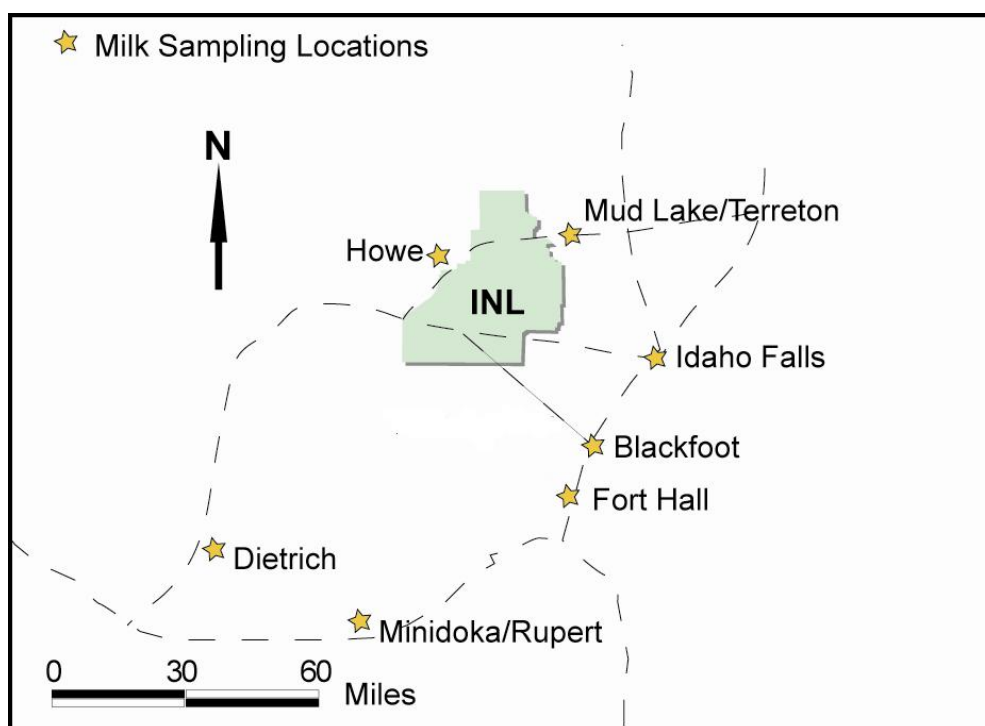 Milk Sampling Locations
N
Mud Lake/Terreton
Howe
INL
Idaho Falls
Blackfoot
Fort Hall
Dietrich
Minidoka/Rupert
0 30 60
Miles